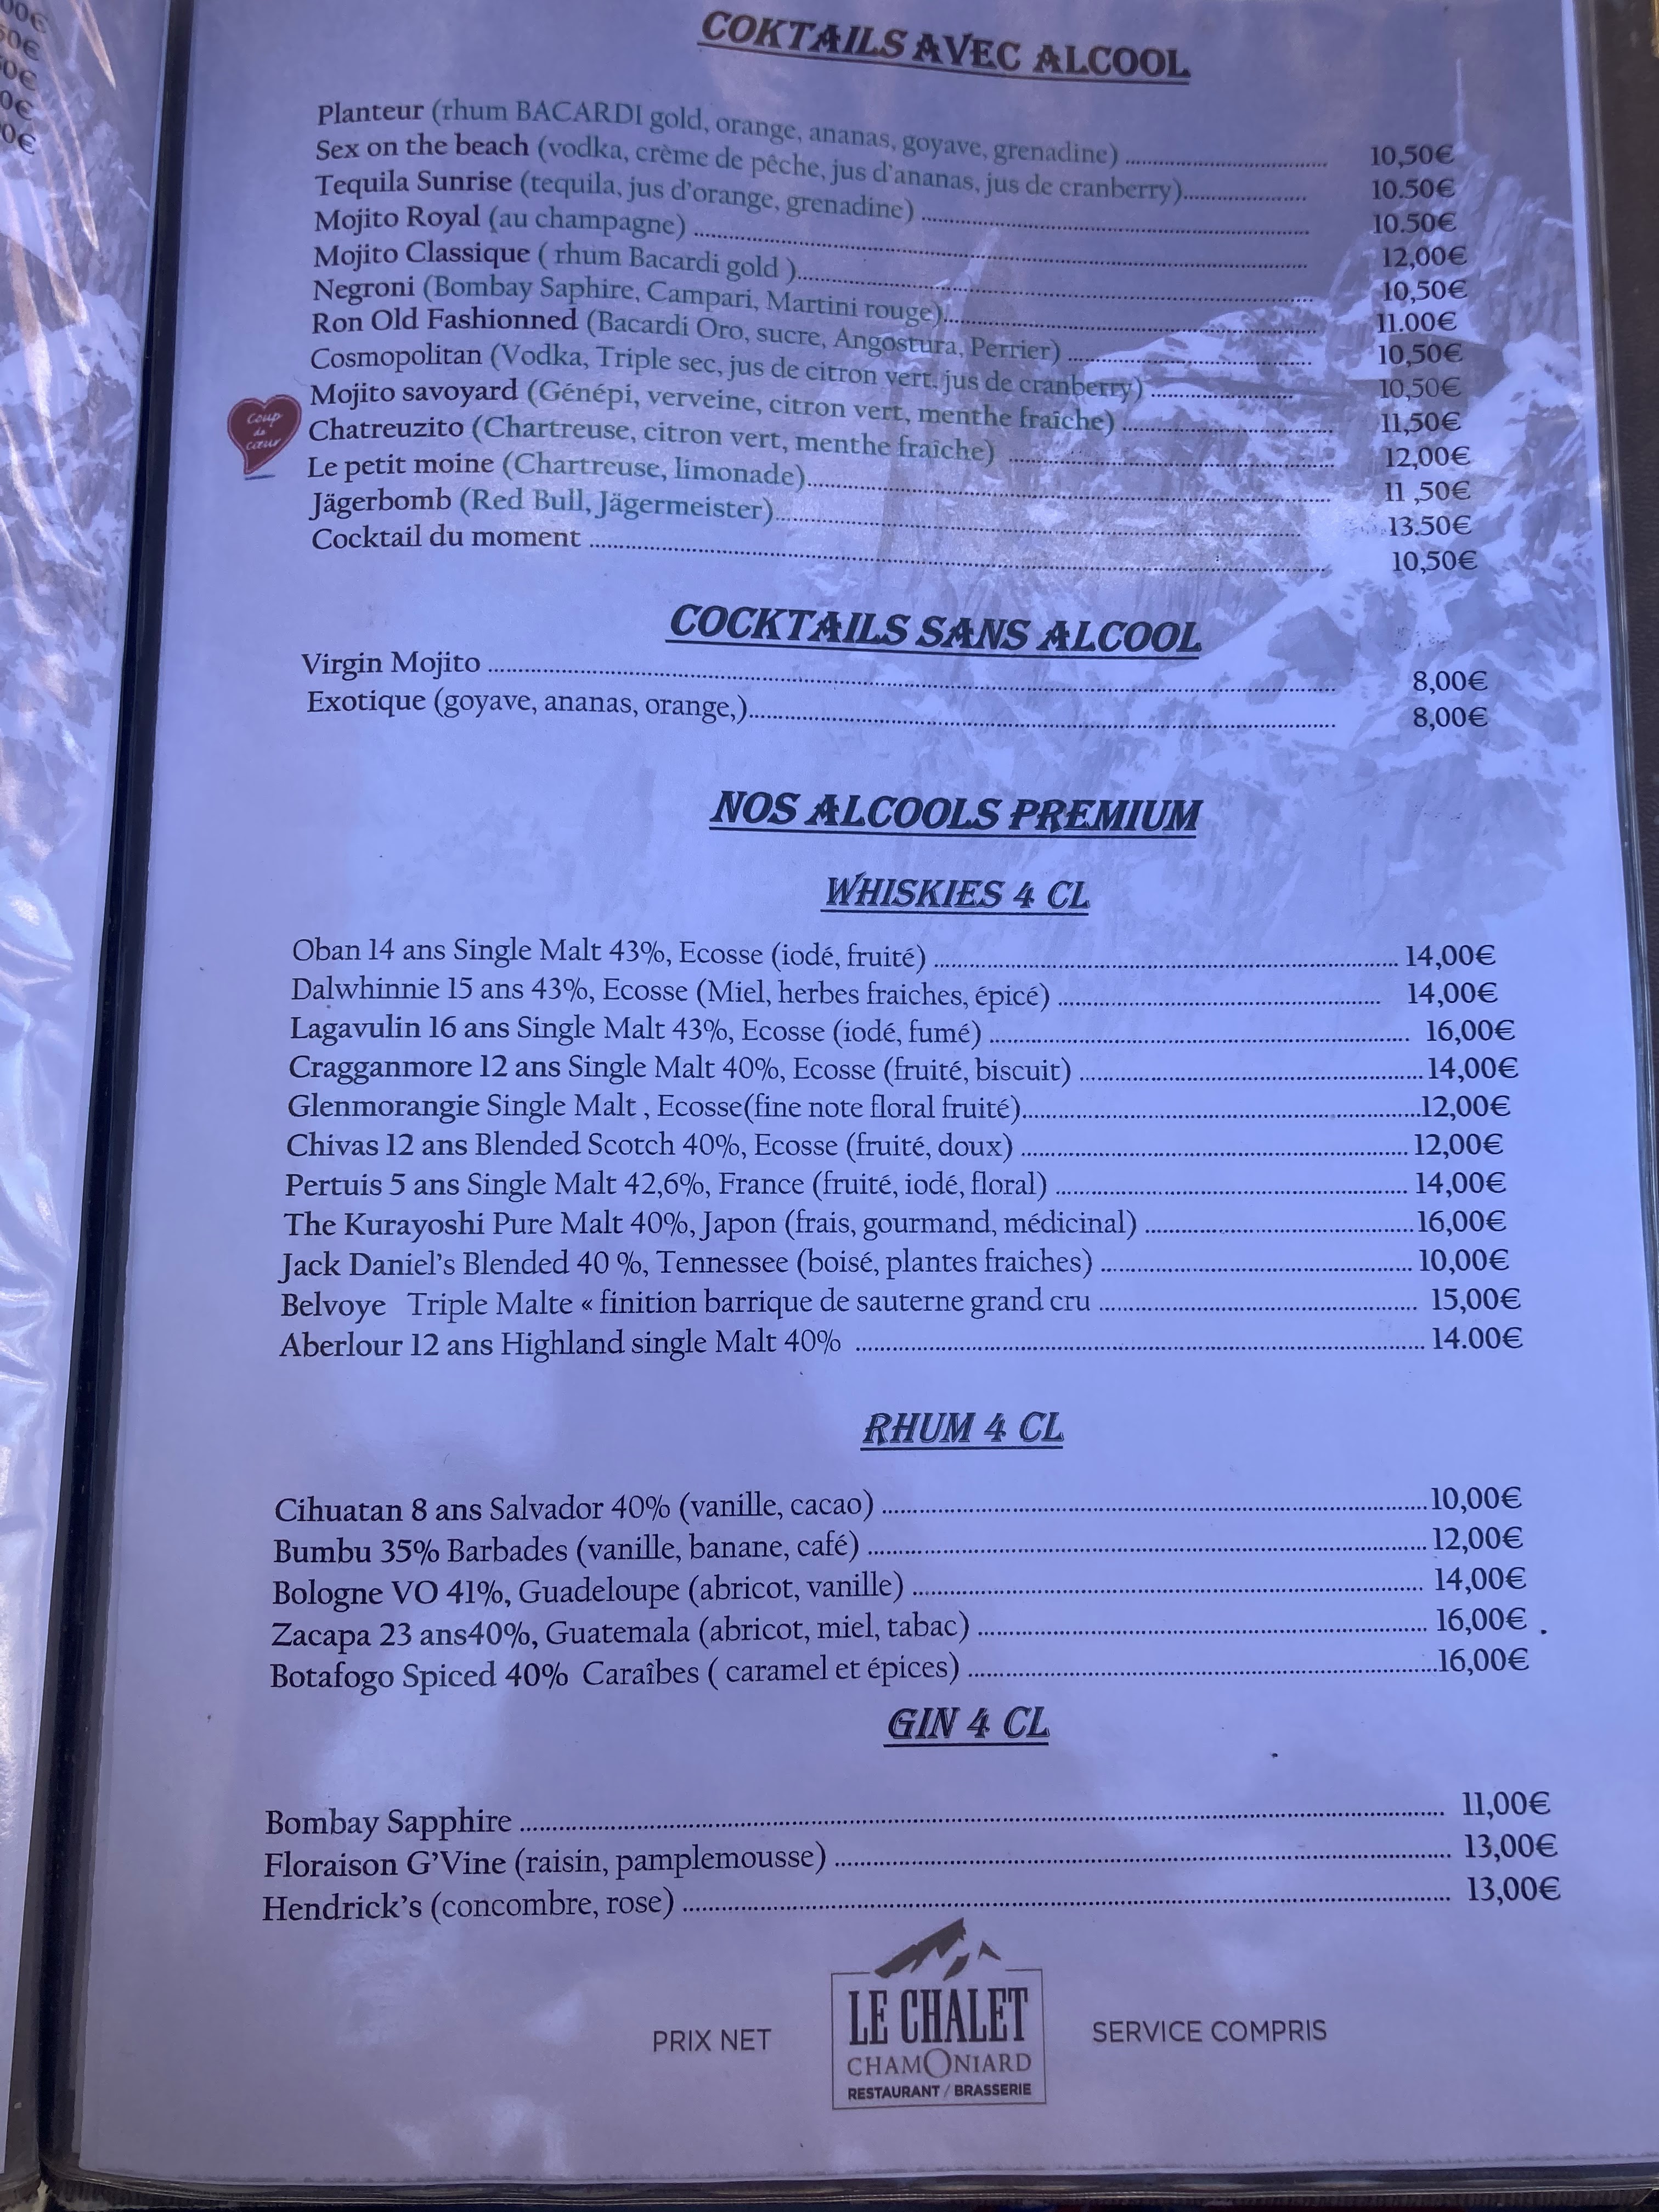 00€
50€
0€
0€
0€
COKTAILS AVEC ALCOOL
Planteur (rhum BACARDI gold, orange, ananas, goyave, grenadine) 10,50€
Sex on the beach (vodka, crème de pêche, jus d'ananas, jus de cranberry) 10.50€
Tequila Sunrise (tequila, jus d'orange, grenadine) 10.50€
Mojito Royal (au champagne) 12,00€
Mojito Classique ( rhum Bacardi gold ) 10,50€
Negroni (Bombay Saphire, Campari, Martini rouge) 11.00€
Ron Old Fashionned (Bacardi Oro, sucre, Angostura, Perrier) 10,50€
Cosmopolitan (Vodka, Triple sec, jus de citron vert, jus de cranberry) 10,50€
Mojito savoyard (Génépi, verveine, citron vert, menthe fraîche) 11,50€
Coup de cœur
Chatreuzito (Chartreuse, citron vert, menthe fraîche) 12,00€
Le petit moine (Chartreuse, limonade) 11 ,50€
Jägerbomb (Red Bull, Jägermeister) 13.50€
Cocktail du moment 10,50€
COCKTAILS SANS ALCOOL
Virgin Mojito 8,00€
Exotique (goyave, ananas, orange,) 8,00€
NOS ALCOOLS PREMIUM
WHISKIES 4 CL
Oban 14 ans Single Malt 43%, Ecosse (iodé, fruité) 14,00€
Dalwhinnie 15 ans 43%, Ecosse (Miel, herbes fraiches, épicé) 14,00€
Lagavulin 16 ans Single Malt 43%, Ecosse (iodé, fumé) 16,00€
Cragganmore 12 ans Single Malt 40%, Ecosse (fruité, biscuit) 14,00€
Glenmorangie Single Malt , Ecosse(fine note floral fruité) 12,00€
Chivas 12 ans Blended Scotch 40%, Ecosse (fruité, doux) 12,00€
Pertuis 5 ans Single Malt 42,6%, France (fruité, iodé, floral) 14,00€
The Kurayoshi Pure Malt 40%, Japon (frais, gourmand, médicinal) 16,00€
Jack Daniel's Blended 40 %, Tennessee (boisé, plantes fraiches) 10,00€
Belvoye Triple Malte « finition barrique de sauterne grand cru 15,00€
Aberlour 12 ans Highland single Malt 40% 14.00€
RHUM 4 CL
Cihuatan 8 ans Salvador 40% (vanille, cacao) 10,00€
Bumbu 35% Barbades (vanille, banane, café) 12,00€
Bologne VO 41%, Guadeloupe (abricot, vanille) 14,00€
Zacapa 23 ans40%, Guatemala (abricot, miel, tabac) 16,00€
Botafogo Spiced 40% Caraîbes ( caramel et épices) 16,00€
GIN 4 CL
Bombay Sapphire 11,00€
Floraison G'Vine (raisin, pamplemousse) 13,00€
Hendrick's (concombre, rose) 13,00€
PRIX NET
LE CHALET
CHAMONIARD
RESTAURANT / BRASSERIE
SERVICE COMPRIS